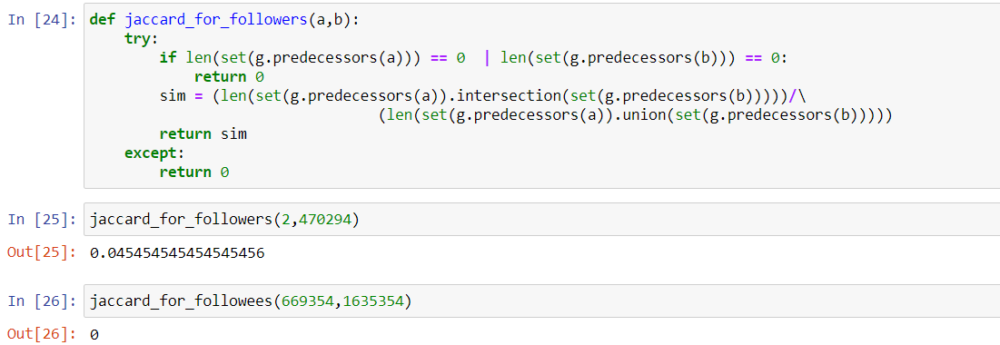 In [24]: def jaccard_for_followers(a,b):
    try:
        if len(set(g.predecessors(a))) == 0  | len(set(g.predecessors(b))) == 0:
            return 0
        sim = (len(set(g.predecessors(a)).intersection(set(g.predecessors(b)))))/\
                                 (len(set(g.predecessors(a)).union(set(g.predecessors(b)))))
        return sim
    except:
        return 0
In [25]: jaccard_for_followers(2,470294)
Out[25]: 0.045454545454545456
In [26]: jaccard_for_followees(669354,1635354)
Out[26]: 0